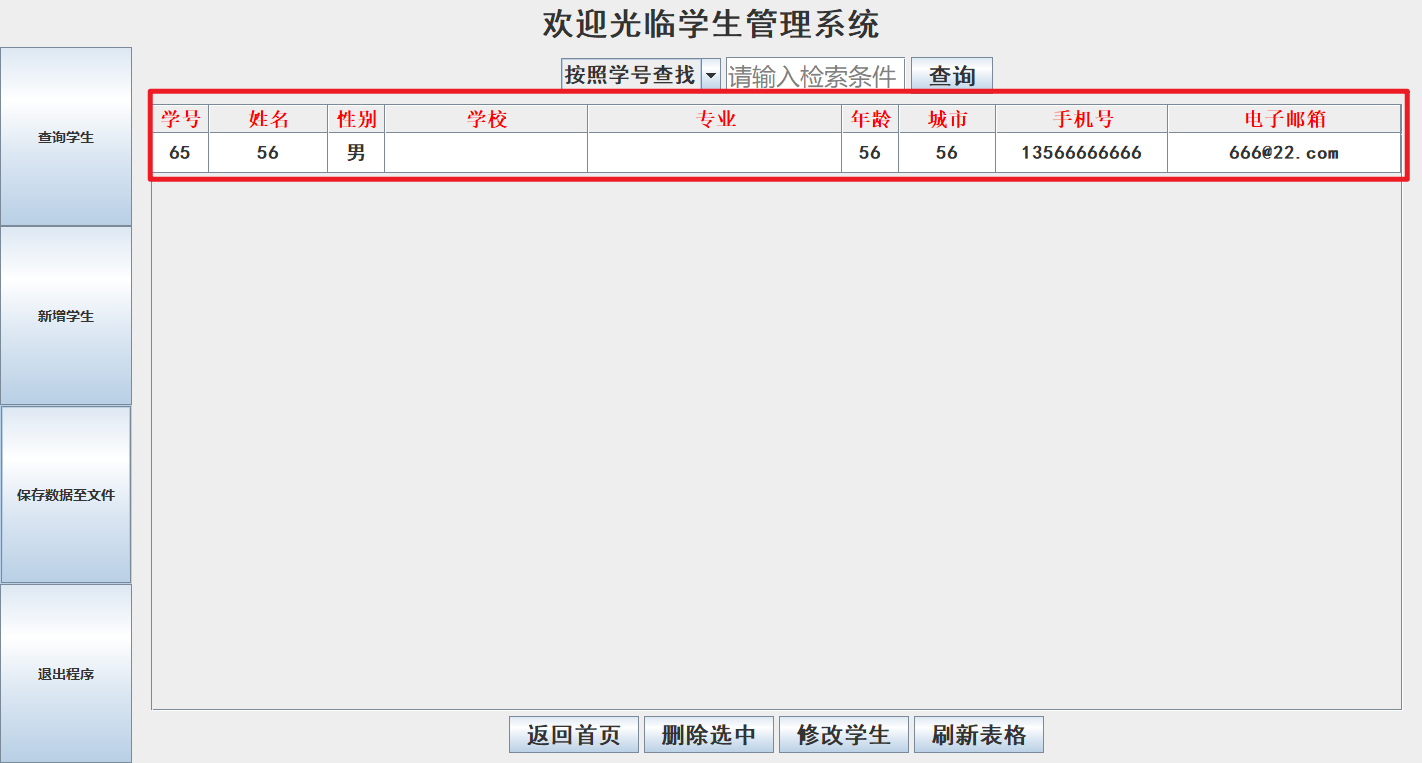 欢迎光临学生管理系统
按照学号查找 请输入检索条件 查询
查询学生
新增学生
保存数据至文件
退出程序
学号 姓名 性别 学校 专业 年龄 城市 手机号 电子邮箱
65 56 男 56 56 13566666666 666@22.com
返回首页 删除选中 修改学生 刷新表格